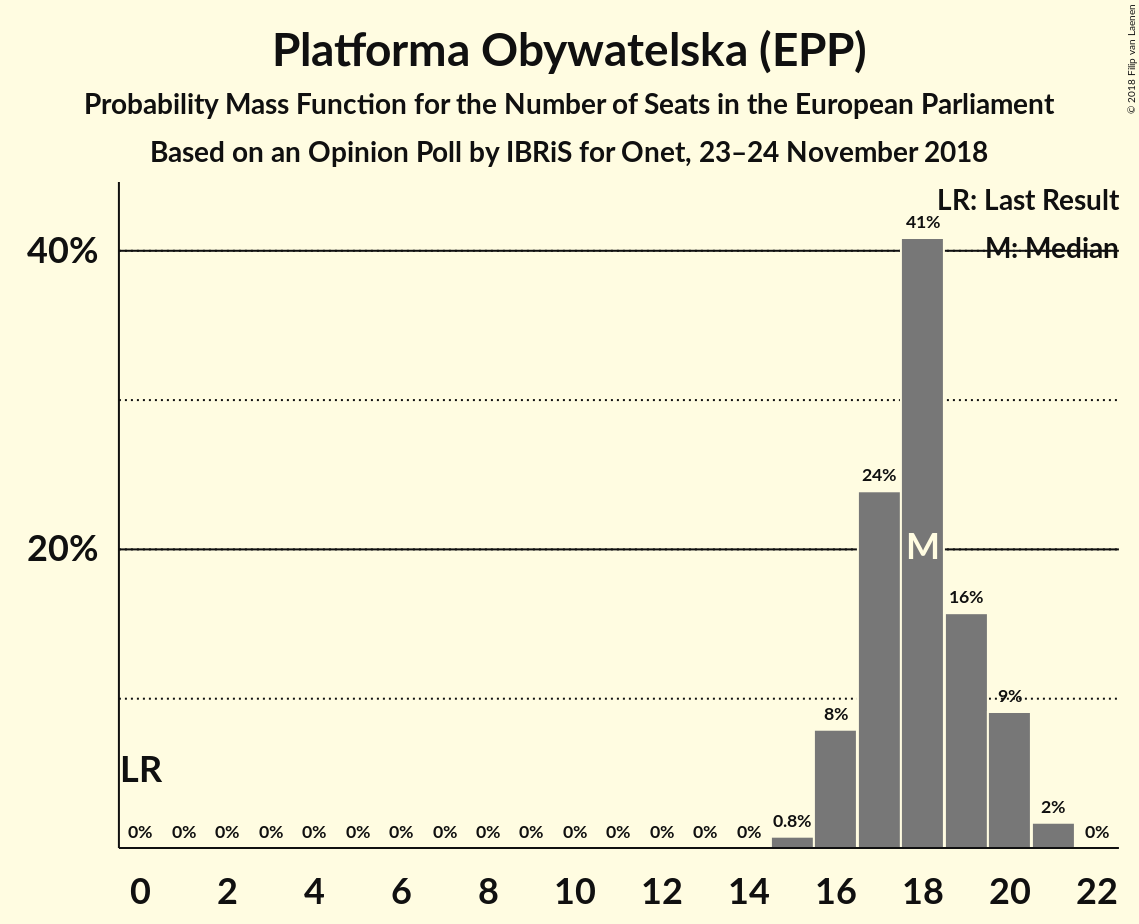 Platforma Obywatelska (EPP)
Probability Mass Function for the Number of Seats in the European Parliament
Based on an Opinion Poll by IBRiS for Onet, 23–24 November 2018
© 2018 Filip van Laenen
LR: Last Result
M: Median
40%
20%
41%
24%
M
16%
9%
8%
LR
2%
0.8%
0% 0% 0% 0% 0% 0% 0% 0% 0% 0% 0% 0% 0% 0% 0% 0%
0 2 4 6 8 10 12 14 16 18 20 22